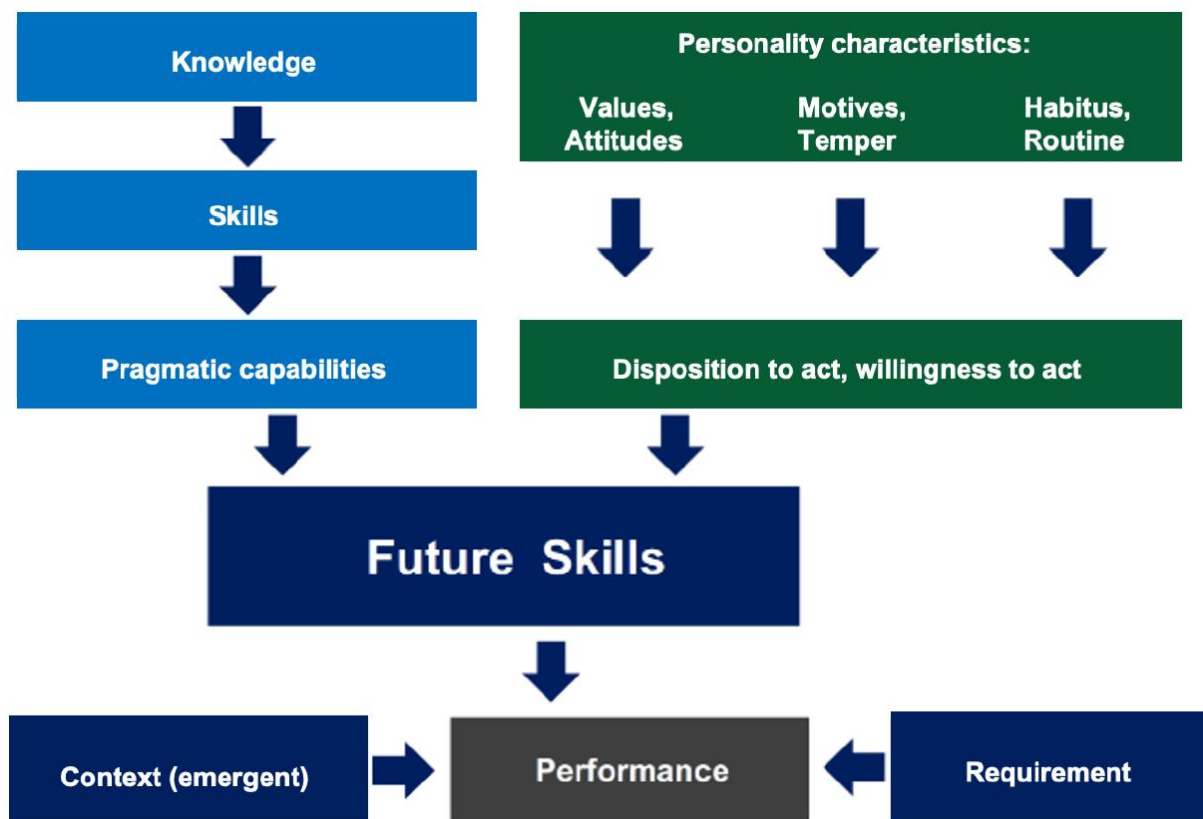 Knowledge
Skills
Pragmatic capabilities
Personality characteristics:
Values,
Attitudes
Motives,
Temper
Habitus,
Routine
Disposition to act, willingness to act
Future Skills
Context (emergent)
Performance
Requirement